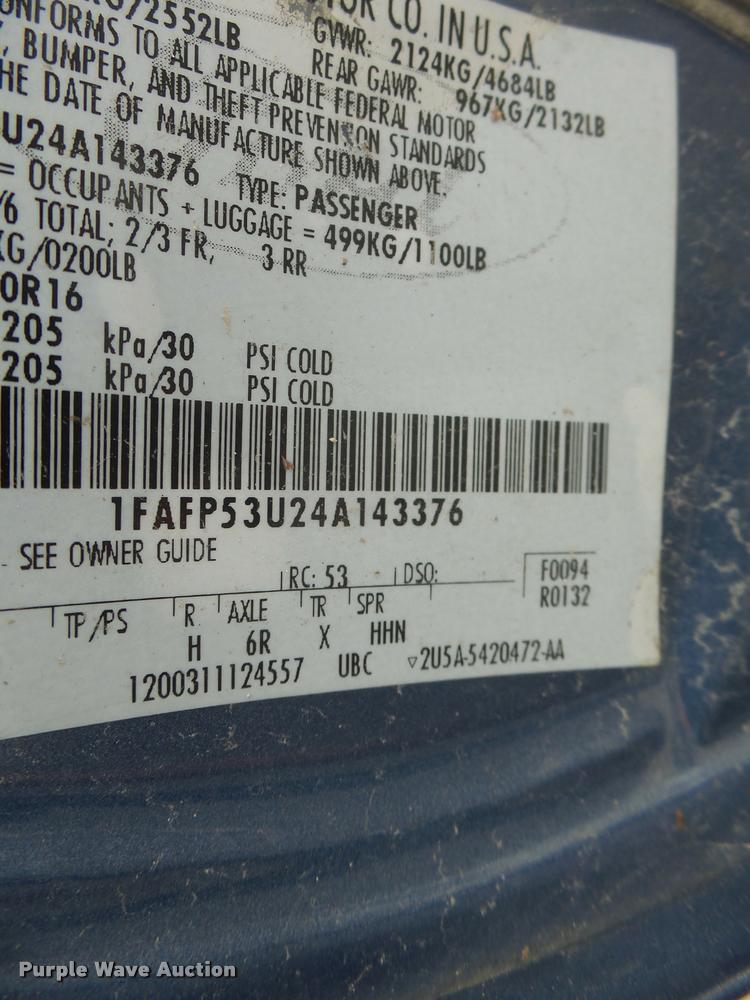 OR CO. IN U.S.A.
KG/2552LB GVWR: 2124KG/4684LB
REAR GAWR: 967KG/2132LB
ONFORMS TO ALL APPLICABLE FEDERAL MOTOR
, BUMPER, AND THEFT PREVENTION STANDARDS
HE DATE OF MANUFACTURE SHOWN ABOVE.
U24A143376 TYPE: PASSENGER
= OCCUPANTS + LUGGAGE = 499KG/1100LB
%6 TOTAL; 2/3 FR, 3 RR
KG/0200LB
0R16
205 kPa/30 PSI COLD
205 kPa/30 PSI COLD
1FAFP53U24A143376
SEE OWNER GUIDE
RC: 53 DSO: F0094
R0132
TP/PS R AXLE TR SPR
H 6R X HHN
1200311124557 UBC ▿2U5A-5420472-AA
Purple Wave Auction